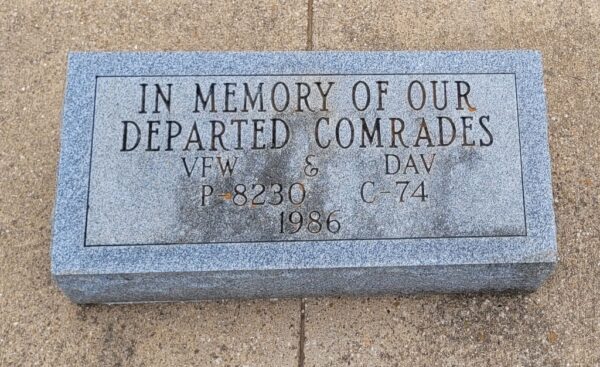 IN MEMORY OF OUR
DEPARTED COMRADES
VFW & DAV
P-8230 C-74
1986